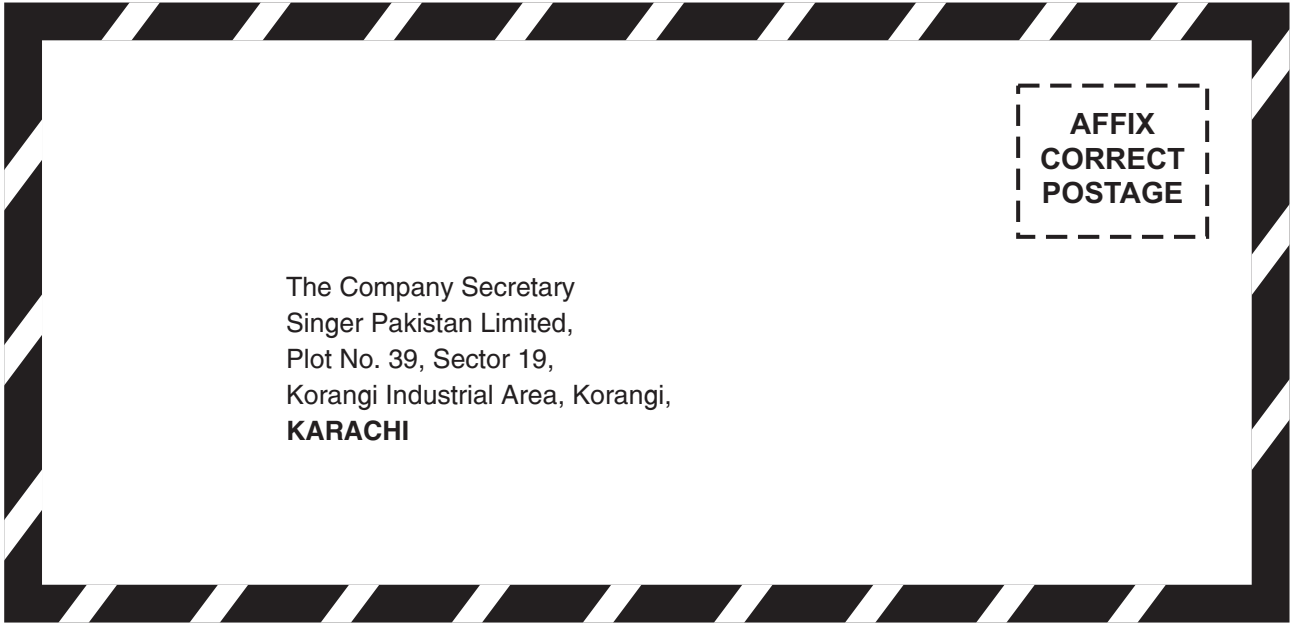 AFFIX
CORRECT
POSTAGE
The Company Secretary
Singer Pakistan Limited,
Plot No. 39, Sector 19,
Korangi Industrial Area, Korangi,
KARACHI